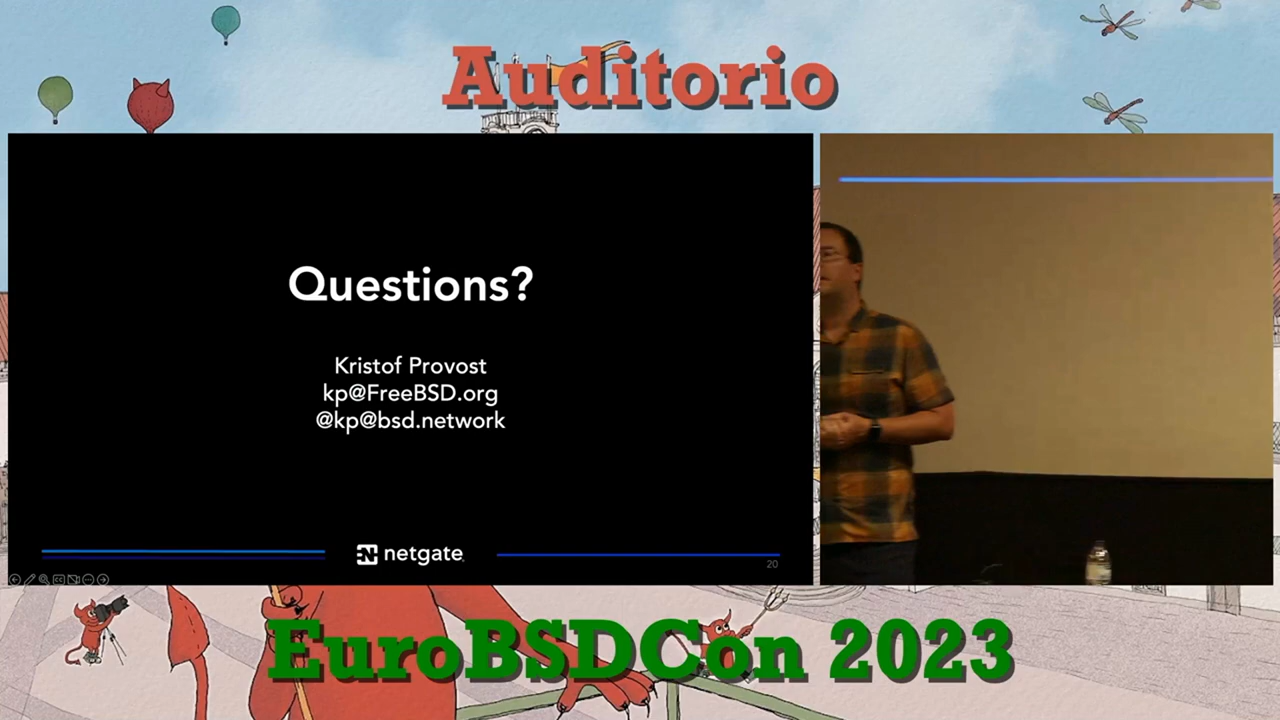 Auditorio
Questions?
Kristof Provost
kp@FreeBSD.org
@kp@bsd.network
netgate
20
EuroBSDCon 2023